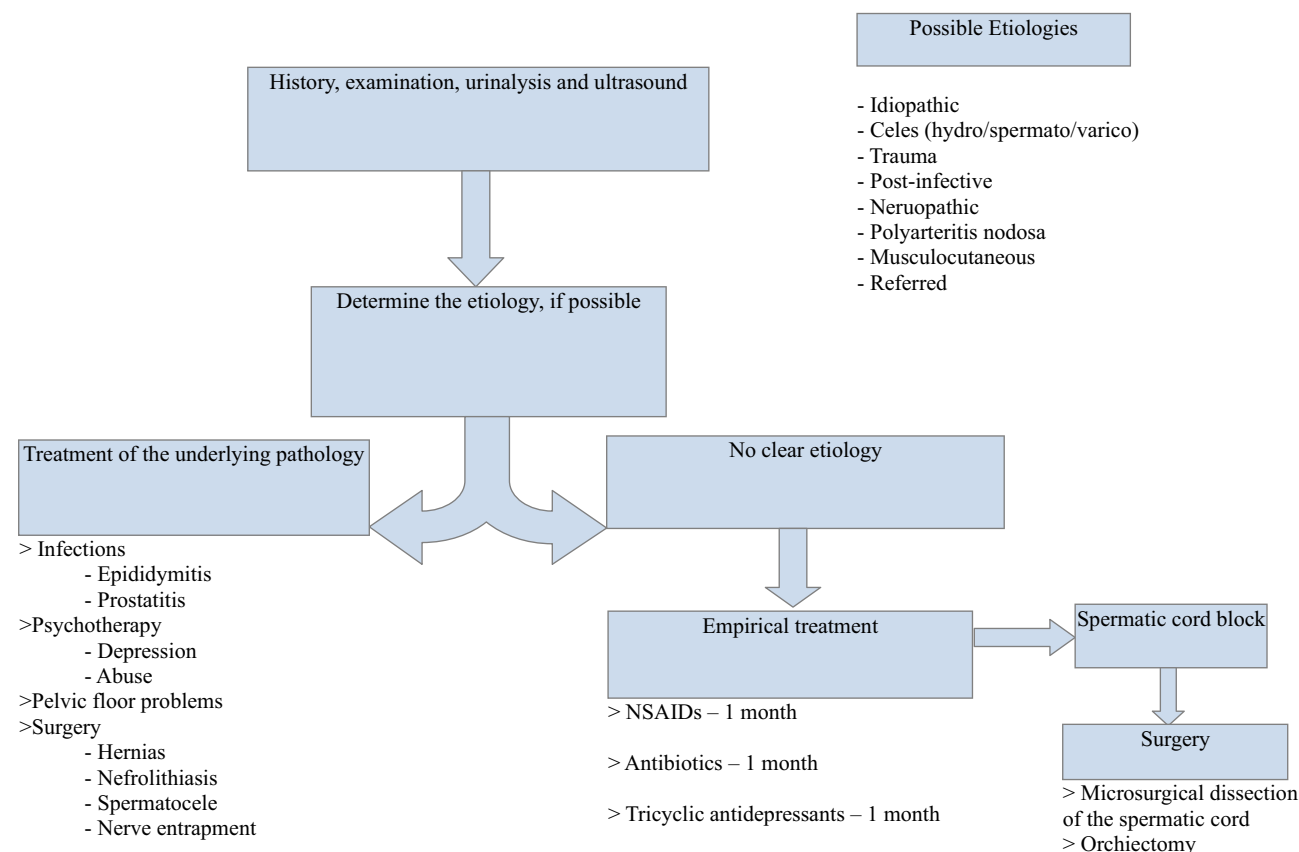 Possible Etiologies
- Idiopathic
- Celes (hydro/spermato/varico)
- Trauma
- Post-infective
- Neruopathic
- Polyarteritis nodosa
- Musculocutaneous
- Referred
History, examination, urinalysis and ultrasound
Determine the etiology, if possible
Treatment of the underlying pathology
> Infections
- Epididymitis
- Prostatitis
>Psychotherapy
- Depression
- Abuse
>Pelvic floor problems
>Surgery
- Hernias
- Nefrolithiasis
- Spermatocele
- Nerve entrapment
No clear etiology
Empirical treatment
> NSAIDs – 1 month
> Antibiotics – 1 month
> Tricyclic antidepressants – 1 month
Spermatic cord block
Surgery
> Microsurgical dissection
of the spermatic cord
> Orchiectomy